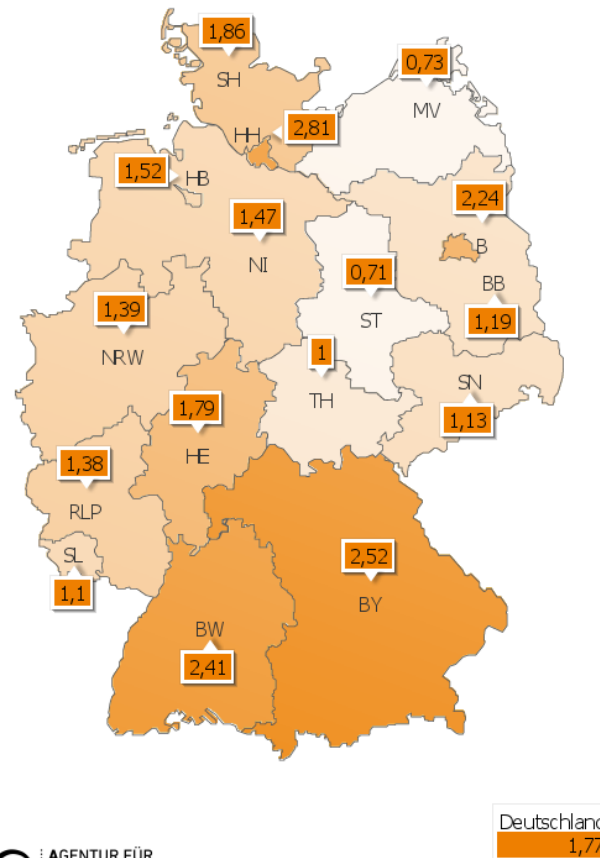 1,86
SH
0,73
MV
HH
2,81
1,52
HB
2,24
1,47
B
NI
0,71
BB
1,39
ST
1,19
NRW
1
SN
TH
1,79
1,13
HE
1,38
RLP
2,52
SL
1,1
BY
BW
2,41
Deutschland
1,77
AGENTUR FÜR